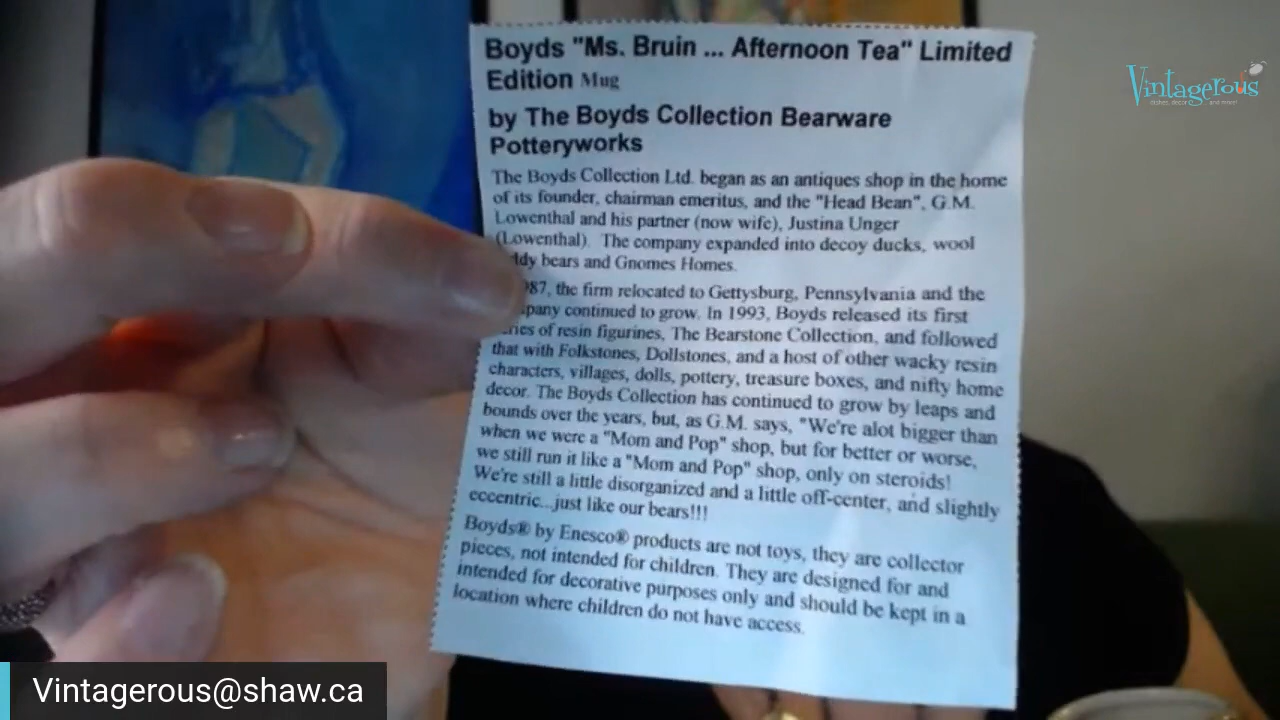 Boyds "Ms. Bruin ... Afternoon Tea" Limited
Edition Mug
by The Boyds Collection Bearware
Potteryworks
The Boyds Collection Ltd. began as an antiques shop in the home
of its founder, chairman emeritus, and the "Head Bean", G.M.
Lowenthal and his partner (now wife), Justina Unger
(Lowenthal). The company expanded into decoy ducks, wool
ddy bears and Gnomes Homes.
987, the firm relocated to Gettysburg, Pennsylvania and the
pany continued to grow. In 1993, Boyds released its first
ries of resin figurines, The Bearstone Collection, and followed
that with Folkstones, Dollstones, and a host of other wacky resin
characters, villages, dolls, pottery, treasure boxes, and nifty home
decor. The Boyds Collection has continued to grow by leaps and
bounds over the years, but, as G.M. says, "We're alot bigger than
when we were a "Mom and Pop" shop, but for better or worse,
we still run it like a "Mom and Pop" shop, only on steroids!
We're still a little disorganized and a little off-center, and slightly
eccentric...just like our bears!!!
Boyds® by Enesco® products are not toys, they are collector
pieces, not intended for children. They are designed for and
intended for decorative purposes only and should be kept in a
location where children do not have access.
Vintagerous
dishes, decor and more!
Vintagerous@shaw.ca